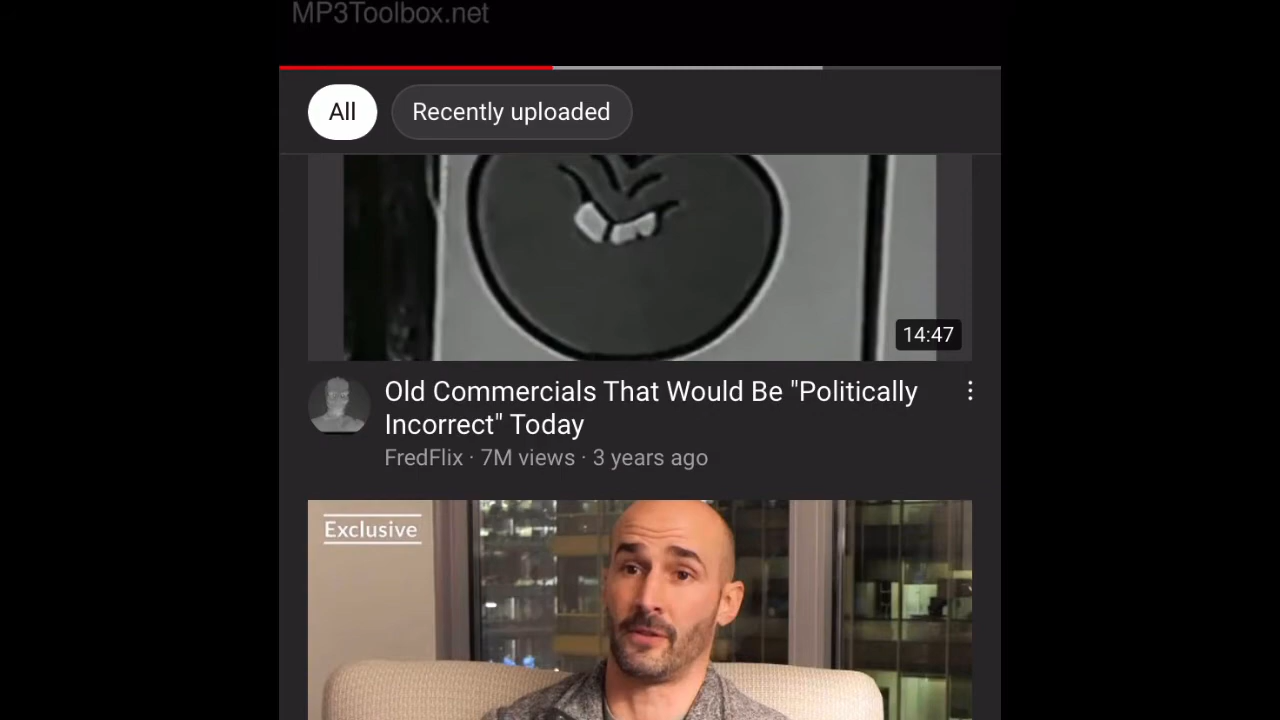 MP3Toolbox.net
All
Recently uploaded
14:47
Old Commercials That Would Be "Politically
Incorrect" Today
FredFlix · 7M views · 3 years ago
Exclusive